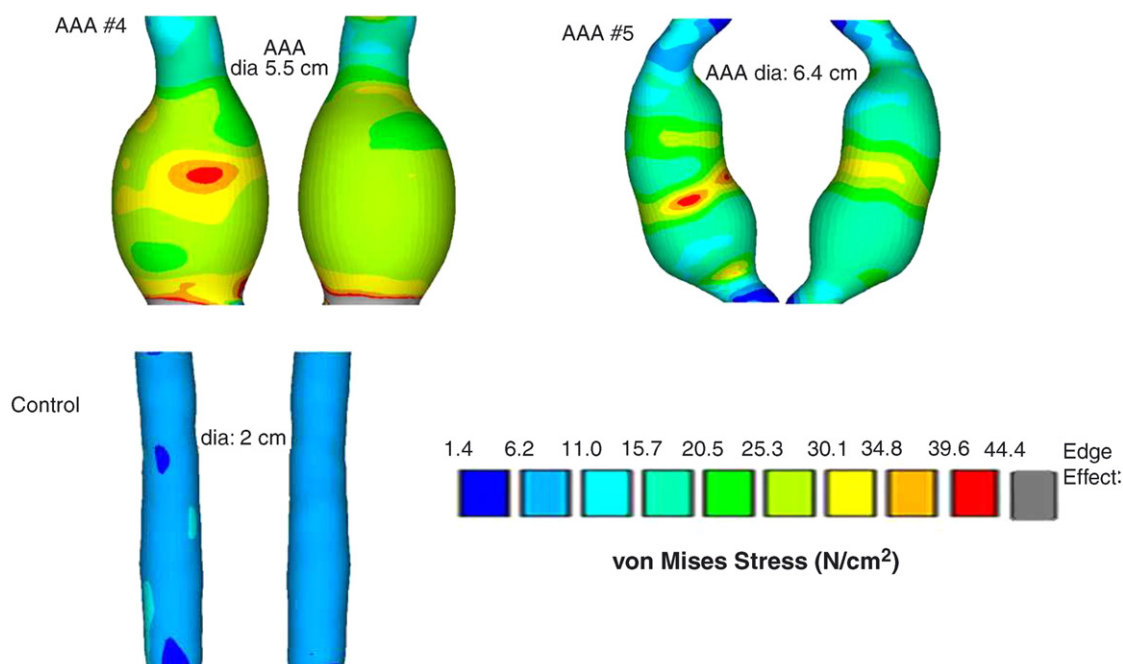 AAA #4
AAA
dia 5.5 cm
AAA #5
AAA dia: 6.4 cm
Control
dia: 2 cm
1.4 6.2 11.0 15.7 20.5 25.3 30.1 34.8 39.6 44.4 Edge
Effect:
von Mises Stress (N/cm²)